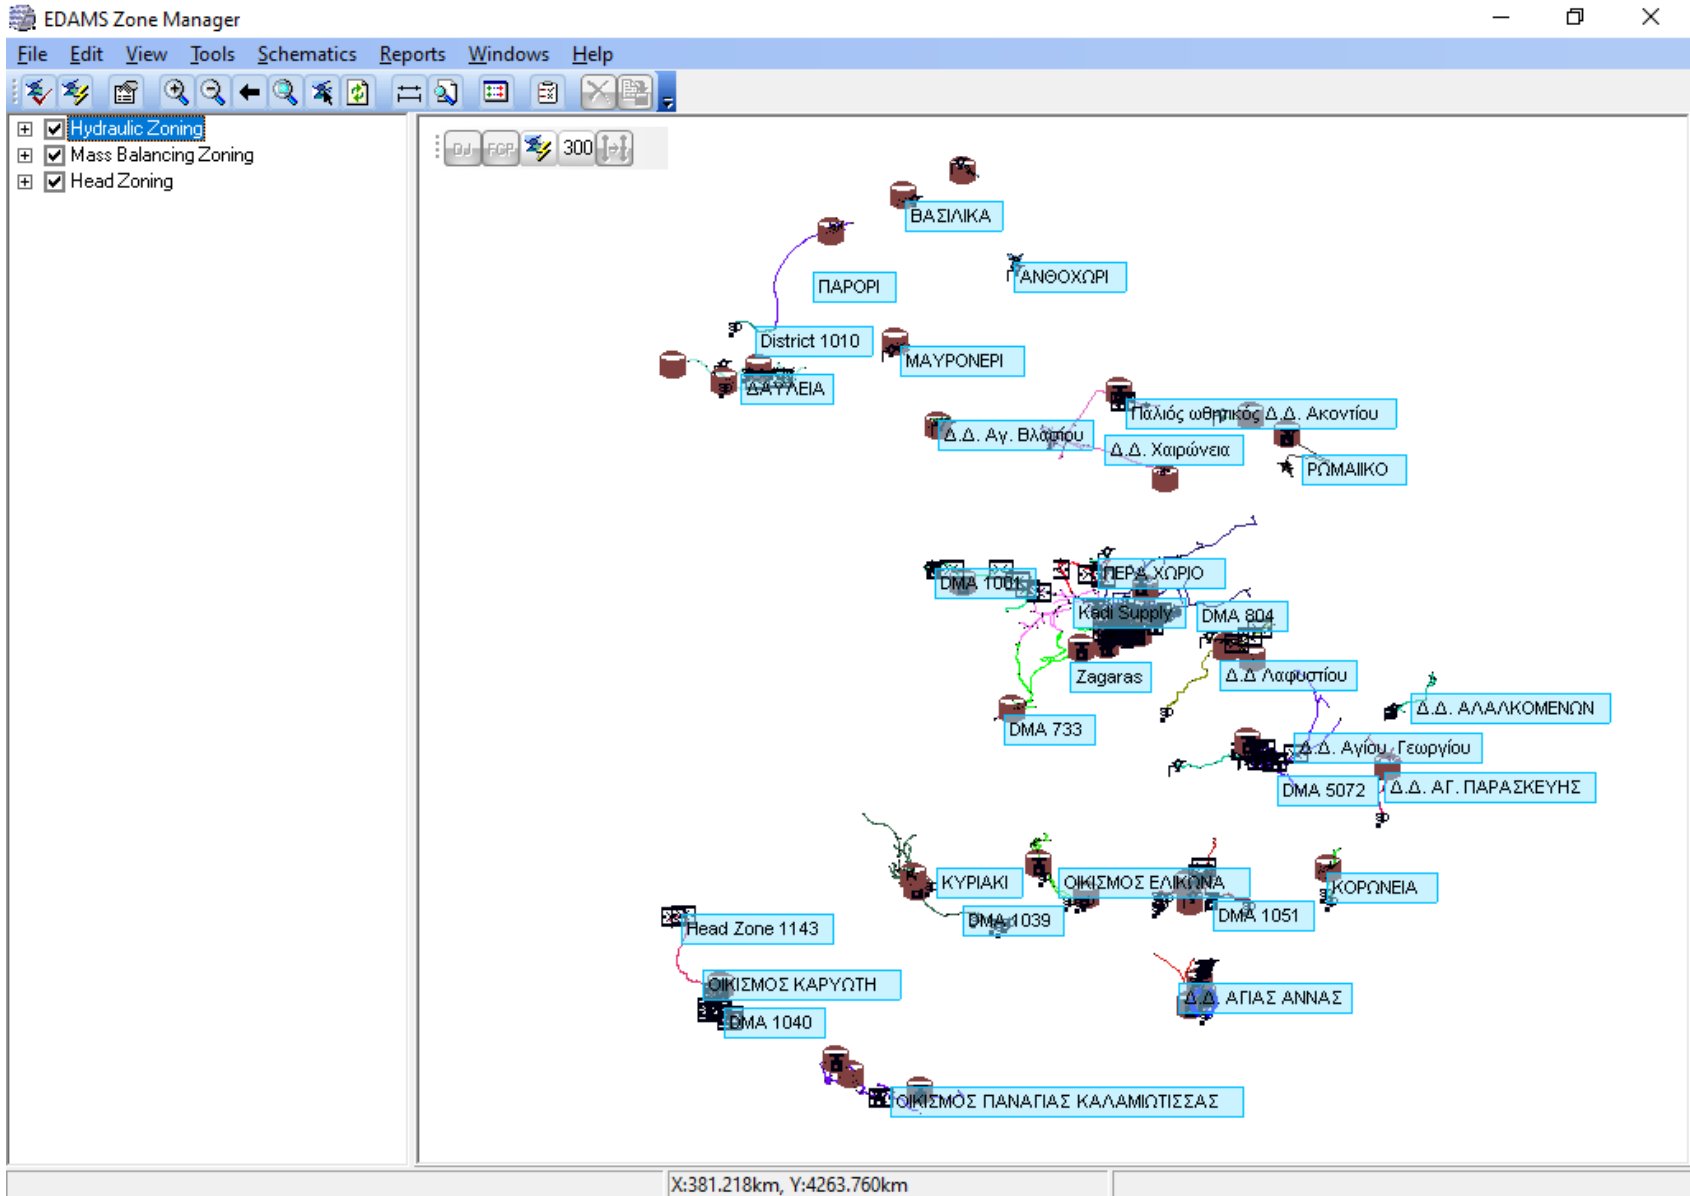 EDAMS Zone Manager
File Edit View Tools Schematics Reports Windows Help
Hydraulic Zoning
Mass Balancing Zoning
Head Zoning
DJ FCP 300
ΒΑΣΙΛΙΚΑ
ΑΝΘΟΧΩΡΙ
ΠΑΡΟΡΙ
District 1010
ΜΑΥΡΟΝΕΡΙ
ΔΑΥΛΕΙΑ
Παλιός ωθητικός Δ.Δ. Ακοντίου
Δ.Δ. Αγ. Βλασίου
Δ.Δ. Χαιρώνεια
ΡΩΜΑΙΙΚΟ
ΠΕΡΑ ΧΩΡΙΟ
DMA 1001
Kadi Supply
DMA 804
Zagaras
Δ.Δ Λαφυστίου
Δ.Δ. ΑΛΑΛΚΟΜΕΝΩΝ
DMA 733
Δ.Δ. Αγίου Γεωργίου
DMA 5072
Δ.Δ. ΑΓ. ΠΑΡΑΣΚΕΥΗΣ
ΚΥΡΙΑΚΙ
ΟΙΚΙΣΜΟΣ ΕΛΙΚΩΝΑ
ΚΟΡΩΝΕΙΑ
DMA 1039
DMA 1051
Head Zone 1143
ΟΙΚΙΣΜΟΣ ΚΑΡΥΩΤΗ
Δ.Δ. ΑΓΙΑΣ ΑΝΝΑΣ
DMA 1040
ΟΙΚΙΣΜΟΣ ΠΑΝΑΓΙΑΣ ΚΑΛΑΜΙΩΤΙΣΣΑΣ
X:381.218km, Y:4263.760km